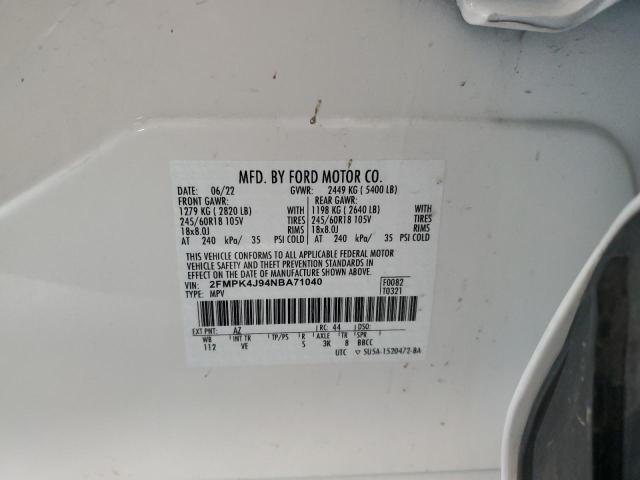 MFD. BY FORD MOTOR CO.
DATE: 06/22 GVWR: 2449 KG ( 5400 LB)
FRONT GAWR: REAR GAWR:
1279 KG ( 2820 LB) WITH 1198 KG ( 2640 LB) WITH
245/60R18 105V TIRES 245/60R18 105V TIRES
18x8.0J RIMS 18x8.0J RIMS
AT 240 kPa/ 35 PSI COLD AT 240 kPa/ 35 PSI COLD
THIS VEHICLE CONFORMS TO ALL APPLICABLE FEDERAL MOTOR
VEHICLE SAFETY AND THEFT PREVENTION STANDARDS IN
EFFECT ON THE DATE OF MANUFACTURE SHOWN ABOVE.
VIN: 2FMPK4J94NBA71040 F0082
TYPE: MPV T0321
EXT PNT: AZ RC: 44 DSO:
WB INT TR TP/PS R AXLE TR SPR
112 VE S 3K 8 BBCC
UTC ▽ 5U5A-1520472-BA